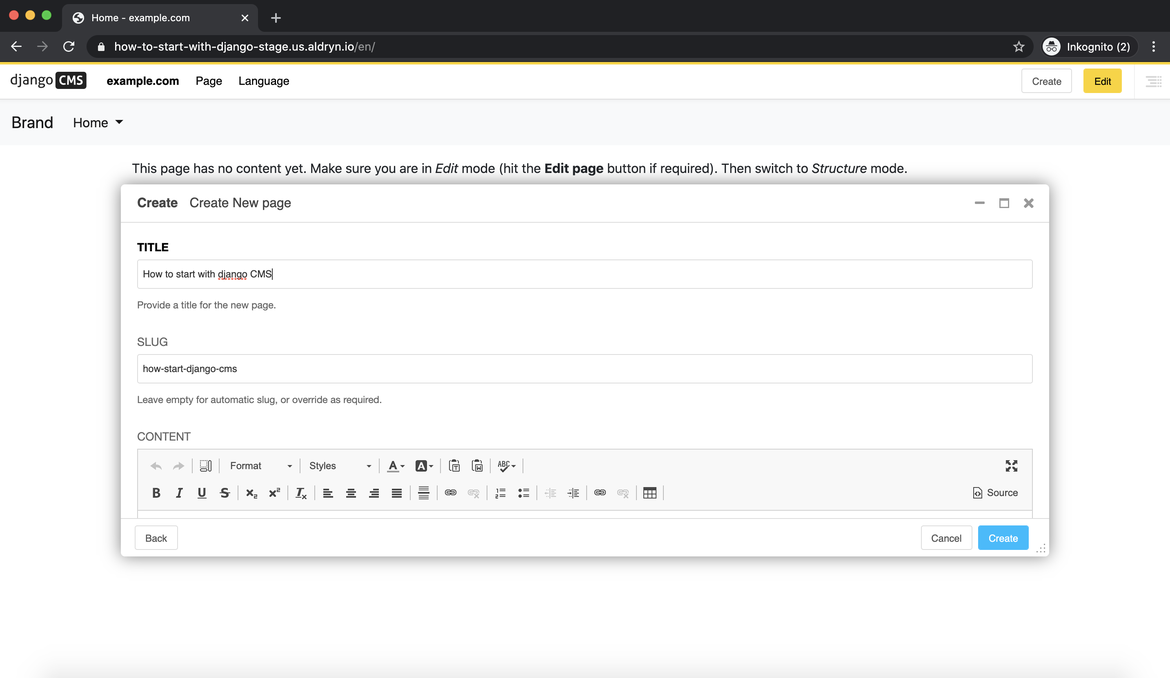 Home - example.com
how-to-start-with-django-stage.us.aldryn.io/en/
Inkognito (2)
django CMS example.com Page Language Create Edit
Brand Home
This page has no content yet. Make sure you are in Edit mode (hit the Edit page button if required). Then switch to Structure mode.
Create Create New page
TITLE
How to start with django CMS
Provide a title for the new page.
SLUG
how-start-django-cms
Leave empty for automatic slug, or override as required.
CONTENT
Format Styles A A ABC
B I U S x₂ x² Tx Source
Back Cancel Create